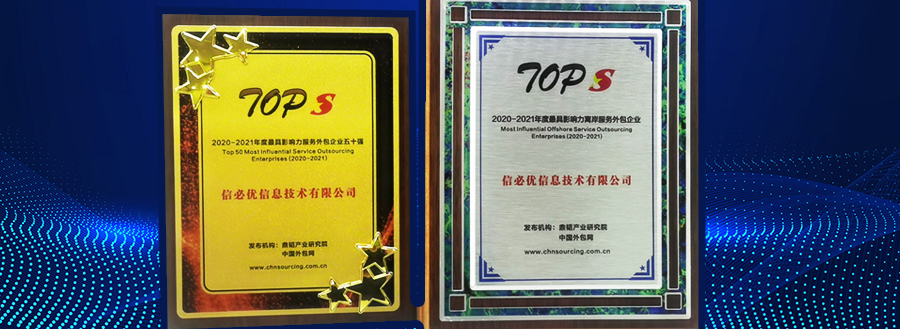 TOP S
2020-2021年度最具影响力服务外包企业五十强
Top 50 Most Influential Service Outsourcing
Enterprises (2020-2021)
信必优信息技术有限公司
发布机构：鼎韬产业研究院
中国外包网
www.chnsourcing.com.cn
TOP S
2020-2021年度最具影响力离岸服务外包企业
Most Influential Offshore Service Outsourcing
Enterprises (2020-2021)
信必优信息技术有限公司
发布机构：鼎韬产业研究院
中国外包网
www.chnsourcing.com.cn